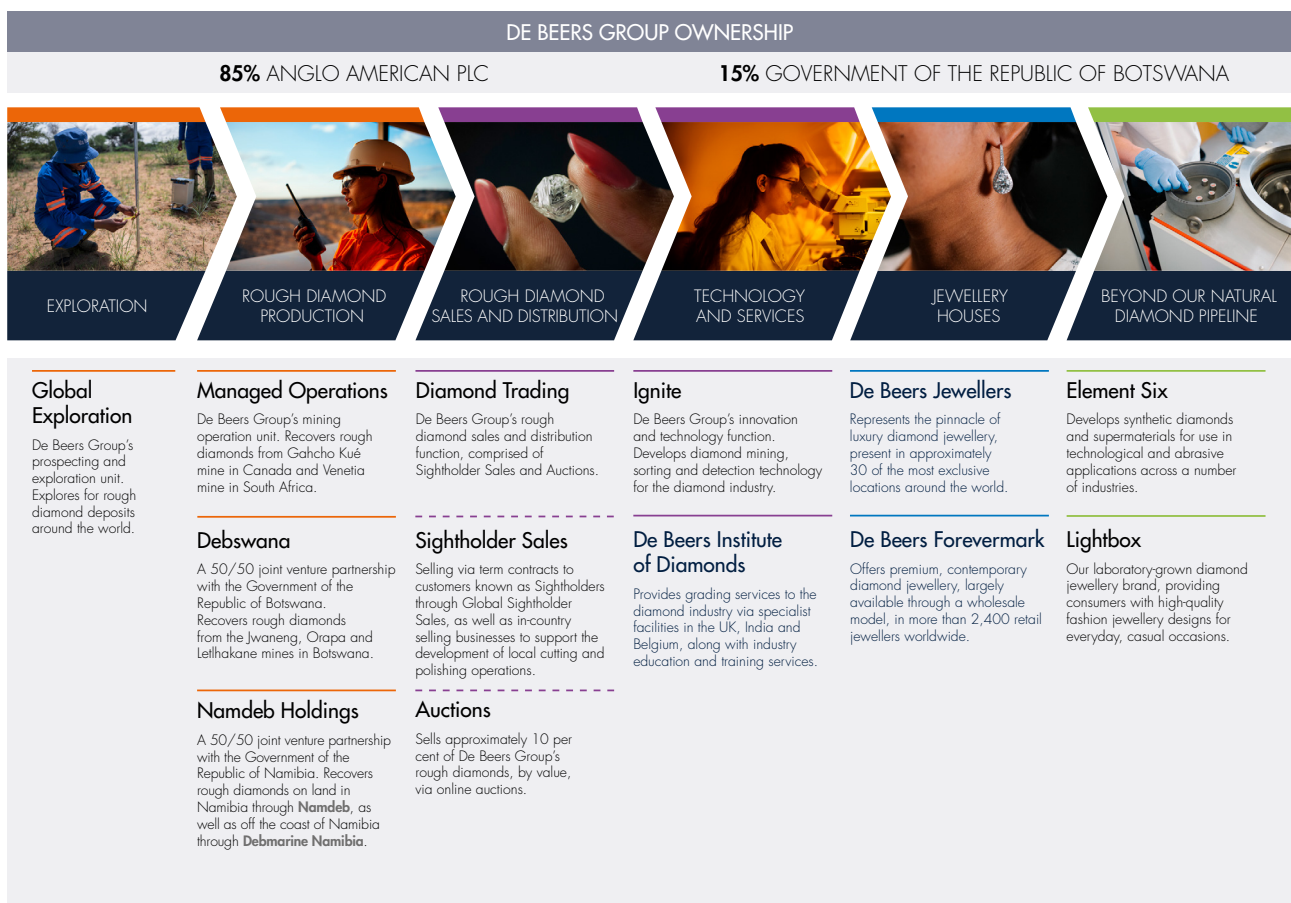 DE BEERS GROUP OWNERSHIP
85% ANGLO AMERICAN PLC
15% GOVERNMENT OF THE REPUBLIC OF BOTSWANA
EXPLORATION
ROUGH DIAMOND
PRODUCTION
ROUGH DIAMOND
SALES AND DISTRIBUTION
TECHNOLOGY
AND SERVICES
JEWELLERY
HOUSES
BEYOND OUR NATURAL
DIAMOND PIPELINE
Global
Exploration
De Beers Group's
prospecting and
exploration unit.
Explores for rough
diamond deposits
around the world.
Managed Operations
De Beers Group's mining
operation unit. Recovers rough
diamonds from Gahcho Kué
mine in Canada and Venetia
mine in South Africa.
Debswana
A 50/50 joint venture partnership
with the Government of the
Republic of Botswana.
Recovers rough diamonds
from the Jwaneng, Orapa and
Letlhakane mines in Botswana.
Namdeb Holdings
A 50/50 joint venture partnership
with the Government of the
Republic of Namibia. Recovers
rough diamonds on land in
Namibia through Namdeb, as
well as off the coast of Namibia
through Debmarine Namibia.
Diamond Trading
De Beers Group's rough
diamond sales and distribution
function, comprised of
Sightholder Sales and Auctions.
Sightholder Sales
Selling via term contracts to
customers known as Sightholders
through Global Sightholder
Sales, as well as in-country
selling businesses to support the
development of local cutting and
polishing operations.
Auctions
Sells approximately 10 per
cent of De Beers Group's
rough diamonds, by value,
via online auctions.
Ignite
De Beers Group's innovation
and technology function.
Develops diamond mining,
sorting and detection technology
for the diamond industry.
De Beers Institute
of Diamonds
Provides grading services to the
diamond industry via specialist
facilities in the UK, India and
Belgium, along with industry
education and training services.
De Beers Jewellers
Represents the pinnacle of
luxury diamond jewellery,
present in approximately
30 of the most exclusive
locations around the world.
De Beers Forevermark
Offers premium, contemporary
diamond jewellery, largely
available through a wholesale
model, in more than 2,400 retail
jewellers worldwide.
Element Six
Develops synthetic diamonds
and supermaterials for use in
technological and abrasive
applications across a number
of industries.
Lightbox
Our laboratory-grown diamond
jewellery brand, providing
consumers with high-quality
fashion jewellery designs for
everyday, casual occasions.